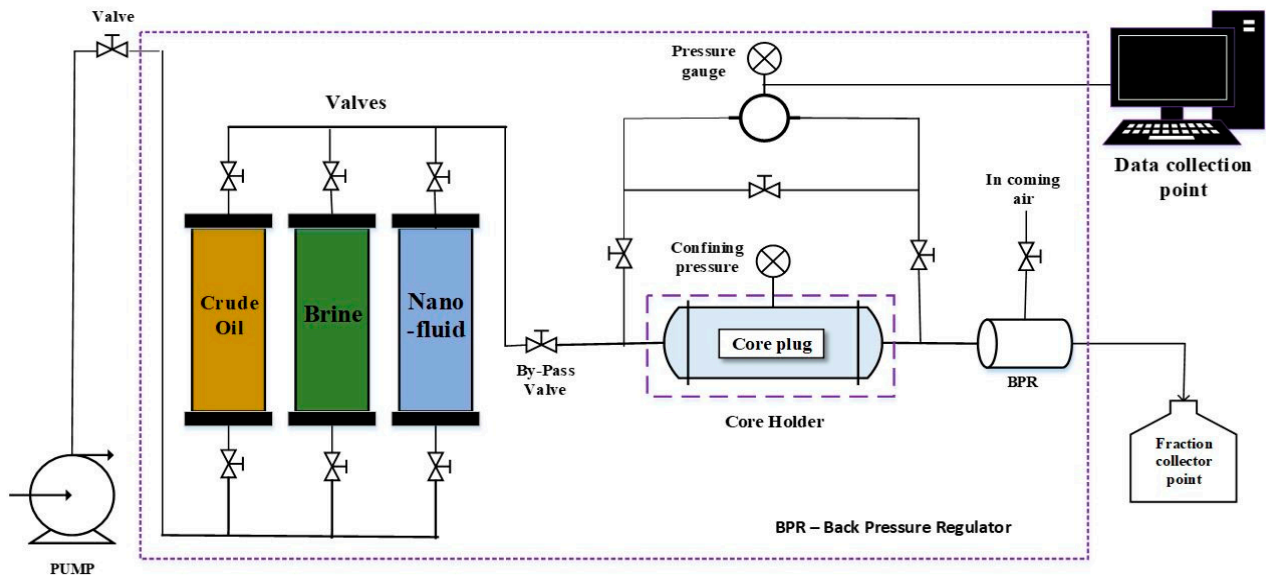 Valve
Valves
Pressure
gauge
Data collection
point
In coming
air
Confining
pressure
Crude
Oil
Brine
Nano
-fluid
Core plug
By-Pass
Valve
BPR
Core Holder
Fraction
collector
point
BPR – Back Pressure Regulator
PUMP